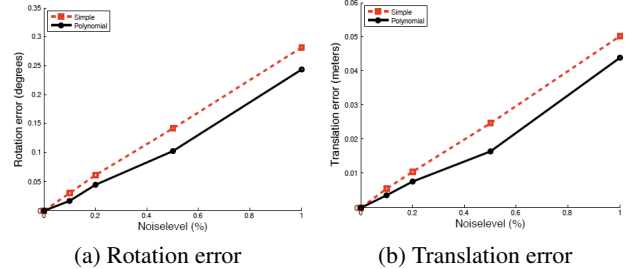 Simple
Polynomial
Rotation error (degrees)
0.35
0.3
0.25
0.2
0.15
0.1
0.05
0
0 0.2 0.4 0.6 0.8 1
Noiselevel (%)
(a) Rotation error
Simple
Polynomial
Translation error (meters)
0.06
0.05
0.04
0.03
0.02
0.01
0
0 0.2 0.4 0.6 0.8 1
Noiselevel (%)
(b) Translation error